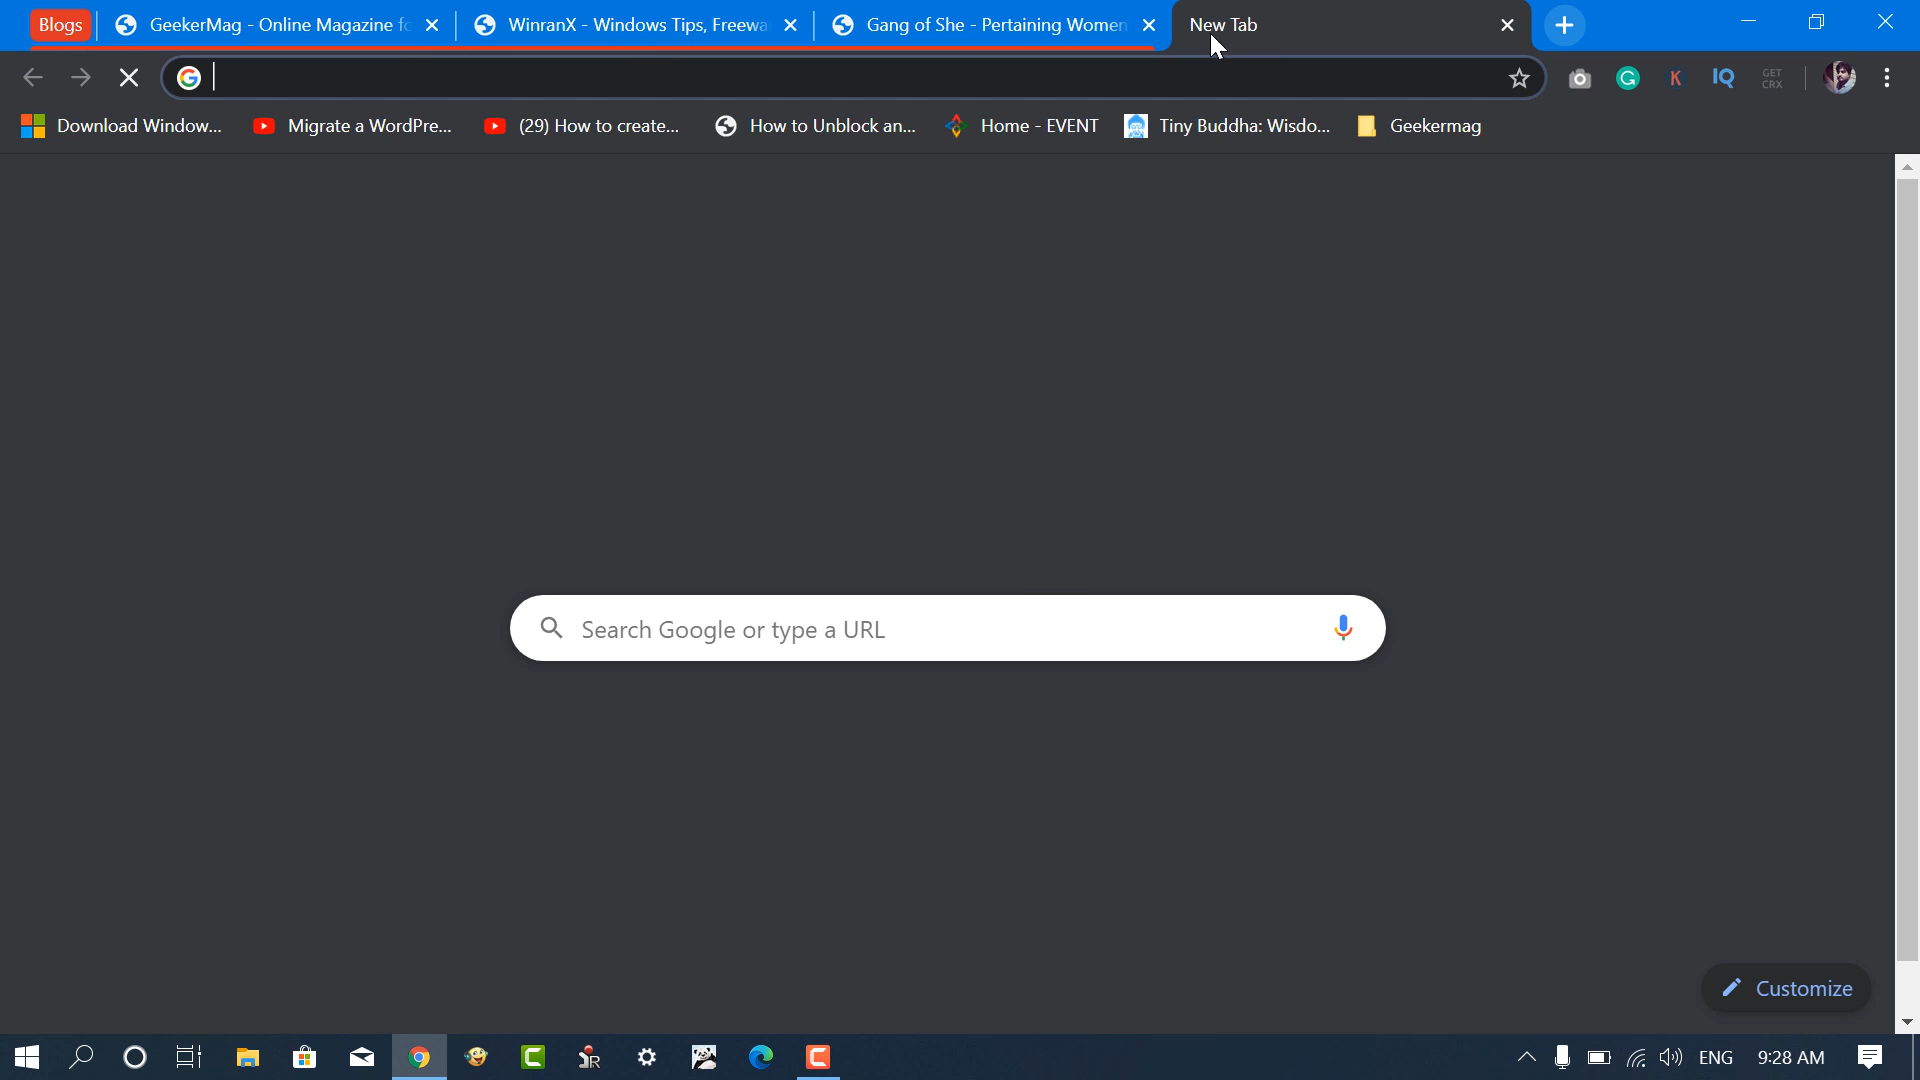 Blogs
GeekerMag - Online Magazine fo
WinranX - Windows Tips, Freewa
Gang of She - Pertaining Women
New Tab
G
G
K
IQ
GET
CRX
Download Window...
Migrate a WordPre...
(29) How to create...
How to Unblock an...
Home - EVENT
Tiny Buddha: Wisdo...
Geekermag
Search Google or type a URL
Customize
ENG
9:28 AM